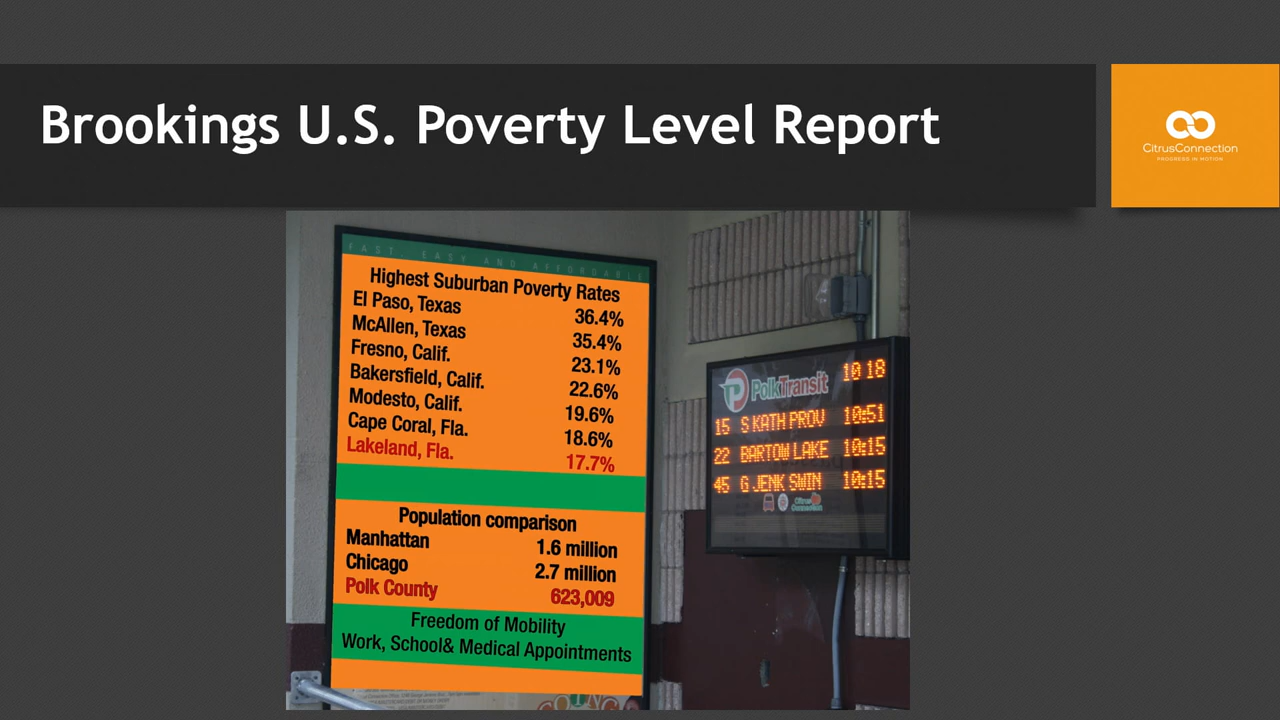 Brookings U.S. Poverty Level Report
CitrusConnection
PROGRESS IN MOTION
FAST, EASY AND AFFORDABLE
Highest Suburban Poverty Rates
El Paso, Texas 36.4%
McAllen, Texas 35.4%
Fresno, Calif. 23.1%
Bakersfield, Calif. 22.6%
Modesto, Calif. 19.6%
Cape Coral, Fla. 18.6%
Lakeland, Fla. 17.7%
Population comparison
Manhattan 1.6 million
Chicago 2.7 million
Polk County 623,009
Freedom of Mobility
Work, School& Medical Appointments
PolkTransit 10 18
15 S KATH PROV 10:51
22 BARTOW LAKE 10:15
45 G JENK SWIN 10:15
Citrus
Connection
GOING